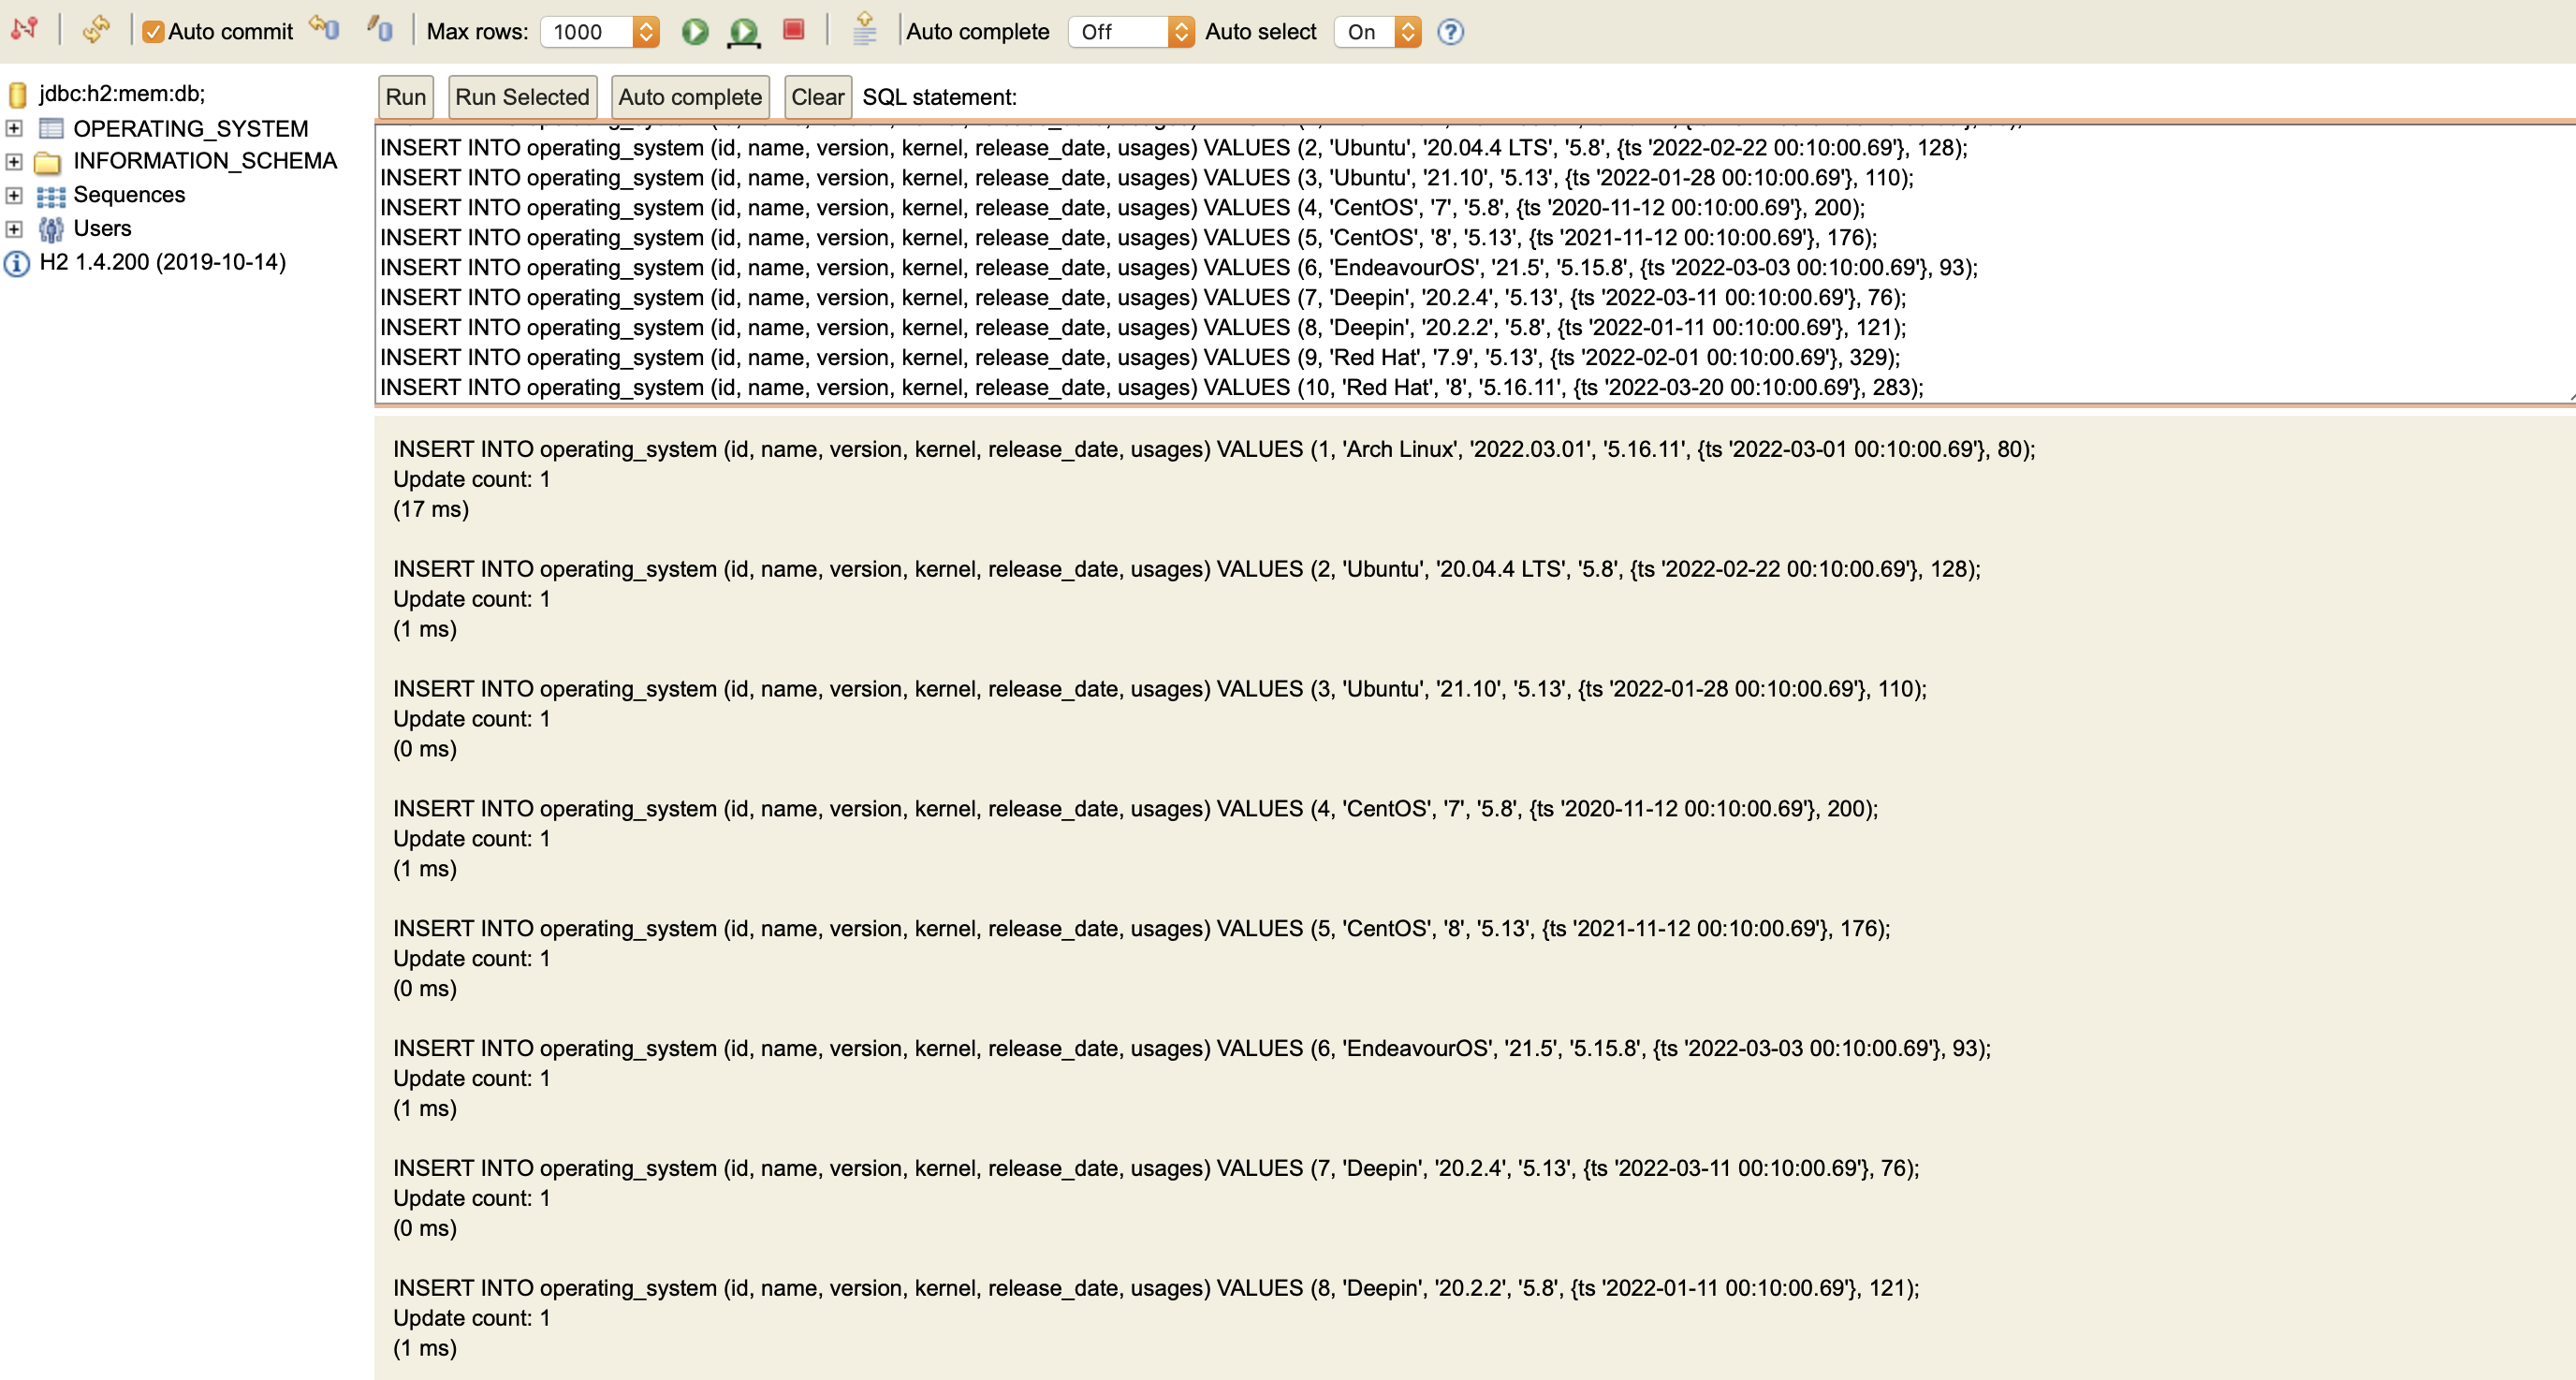 Auto commit Max rows: 1000 Auto complete Off Auto select On
jdbc:h2:mem:db;
OPERATING_SYSTEM
INFORMATION_SCHEMA
Sequences
Users
H2 1.4.200 (2019-10-14)
Run Run Selected Auto complete Clear SQL statement:
INSERT INTO operating_system (id, name, version, kernel, release_date, usages) VALUES (2, 'Ubuntu', '20.04.4 LTS', '5.8', {ts '2022-02-22 00:10:00.69'}, 128);
INSERT INTO operating_system (id, name, version, kernel, release_date, usages) VALUES (3, 'Ubuntu', '21.10', '5.13', {ts '2022-01-28 00:10:00.69'}, 110);
INSERT INTO operating_system (id, name, version, kernel, release_date, usages) VALUES (4, 'CentOS', '7', '5.8', {ts '2020-11-12 00:10:00.69'}, 200);
INSERT INTO operating_system (id, name, version, kernel, release_date, usages) VALUES (5, 'CentOS', '8', '5.13', {ts '2021-11-12 00:10:00.69'}, 176);
INSERT INTO operating_system (id, name, version, kernel, release_date, usages) VALUES (6, 'EndeavourOS', '21.5', '5.15.8', {ts '2022-03-03 00:10:00.69'}, 93);
INSERT INTO operating_system (id, name, version, kernel, release_date, usages) VALUES (7, 'Deepin', '20.2.4', '5.13', {ts '2022-03-11 00:10:00.69'}, 76);
INSERT INTO operating_system (id, name, version, kernel, release_date, usages) VALUES (8, 'Deepin', '20.2.2', '5.8', {ts '2022-01-11 00:10:00.69'}, 121);
INSERT INTO operating_system (id, name, version, kernel, release_date, usages) VALUES (9, 'Red Hat', '7.9', '5.13', {ts '2022-02-01 00:10:00.69'}, 329);
INSERT INTO operating_system (id, name, version, kernel, release_date, usages) VALUES (10, 'Red Hat', '8', '5.16.11', {ts '2022-03-20 00:10:00.69'}, 283);
INSERT INTO operating_system (id, name, version, kernel, release_date, usages) VALUES (1, 'Arch Linux', '2022.03.01', '5.16.11', {ts '2022-03-01 00:10:00.69'}, 80);
Update count: 1
(17 ms)
INSERT INTO operating_system (id, name, version, kernel, release_date, usages) VALUES (2, 'Ubuntu', '20.04.4 LTS', '5.8', {ts '2022-02-22 00:10:00.69'}, 128);
Update count: 1
(1 ms)
INSERT INTO operating_system (id, name, version, kernel, release_date, usages) VALUES (3, 'Ubuntu', '21.10', '5.13', {ts '2022-01-28 00:10:00.69'}, 110);
Update count: 1
(0 ms)
INSERT INTO operating_system (id, name, version, kernel, release_date, usages) VALUES (4, 'CentOS', '7', '5.8', {ts '2020-11-12 00:10:00.69'}, 200);
Update count: 1
(1 ms)
INSERT INTO operating_system (id, name, version, kernel, release_date, usages) VALUES (5, 'CentOS', '8', '5.13', {ts '2021-11-12 00:10:00.69'}, 176);
Update count: 1
(0 ms)
INSERT INTO operating_system (id, name, version, kernel, release_date, usages) VALUES (6, 'EndeavourOS', '21.5', '5.15.8', {ts '2022-03-03 00:10:00.69'}, 93);
Update count: 1
(1 ms)
INSERT INTO operating_system (id, name, version, kernel, release_date, usages) VALUES (7, 'Deepin', '20.2.4', '5.13', {ts '2022-03-11 00:10:00.69'}, 76);
Update count: 1
(0 ms)
INSERT INTO operating_system (id, name, version, kernel, release_date, usages) VALUES (8, 'Deepin', '20.2.2', '5.8', {ts '2022-01-11 00:10:00.69'}, 121);
Update count: 1
(1 ms)